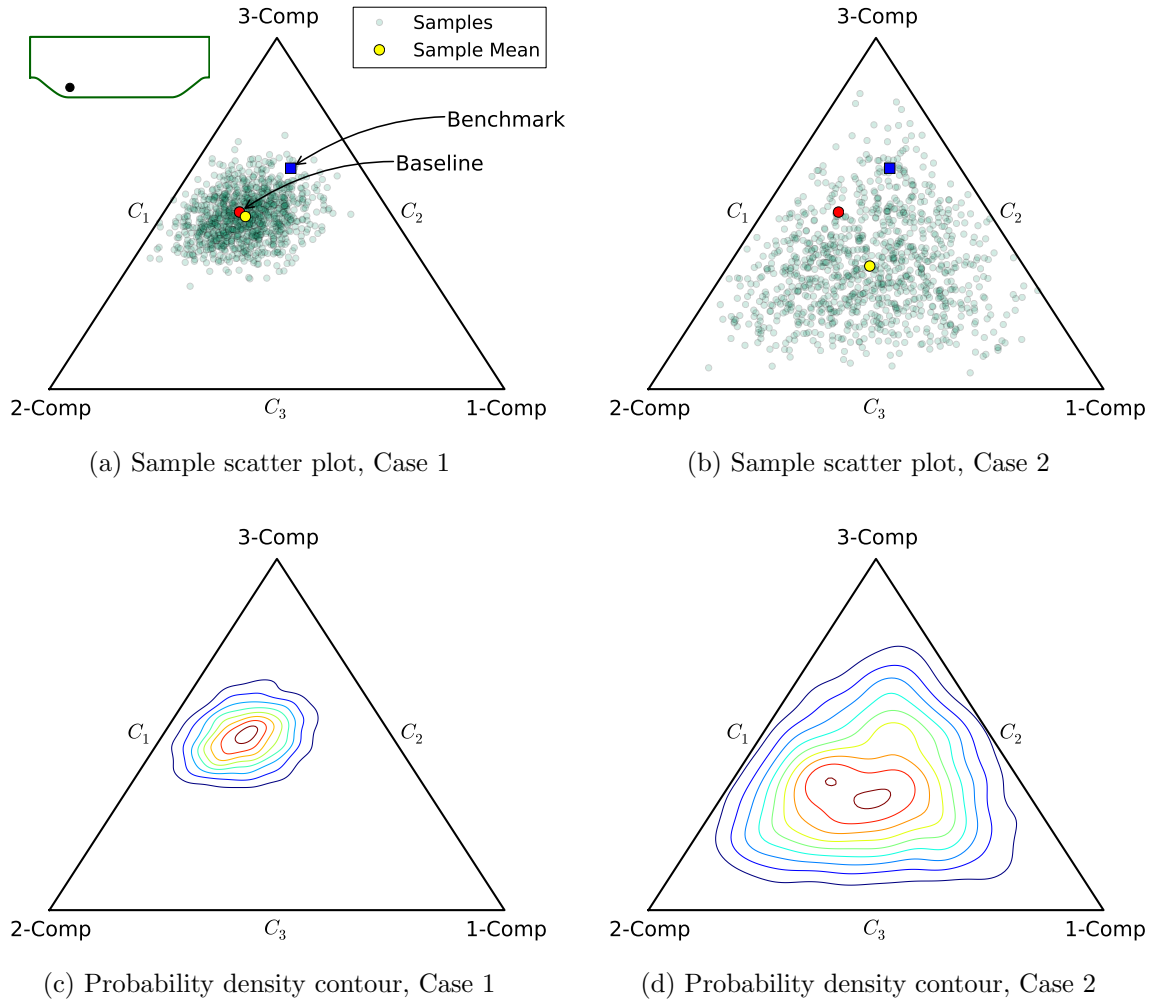 3-Comp
Samples
Sample Mean
Benchmark
Baseline
C1
C2
2-Comp
C3
1-Comp
(a) Sample scatter plot, Case 1
3-Comp
C1
C2
2-Comp
C3
1-Comp
(b) Sample scatter plot, Case 2
3-Comp
C1
C2
2-Comp
C3
1-Comp
(c) Probability density contour, Case 1
3-Comp
C1
C2
2-Comp
C3
1-Comp
(d) Probability density contour, Case 2